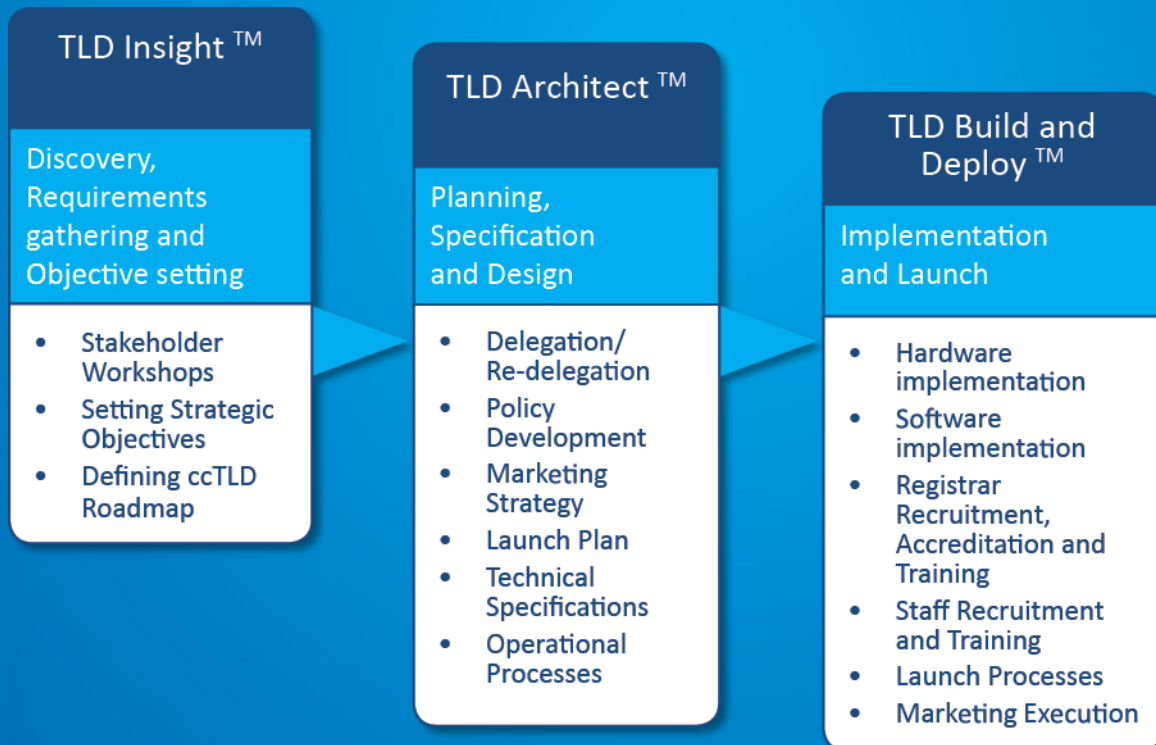 TLD Insight ™
Discovery,
Requirements
gathering and
Objective setting
• Stakeholder
Workshops
• Setting Strategic
Objectives
• Defining ccTLD
Roadmap
TLD Architect ™
Planning,
Specification
and Design
• Delegation/
Re-delegation
• Policy
Development
• Marketing
Strategy
• Launch Plan
• Technical
Specifications
• Operational
Processes
TLD Build and
Deploy ™
Implementation
and Launch
• Hardware
implementation
• Software
implementation
• Registrar
Recruitment,
Accreditation and
Training
• Staff Recruitment
and Training
• Launch Processes
• Marketing Execution